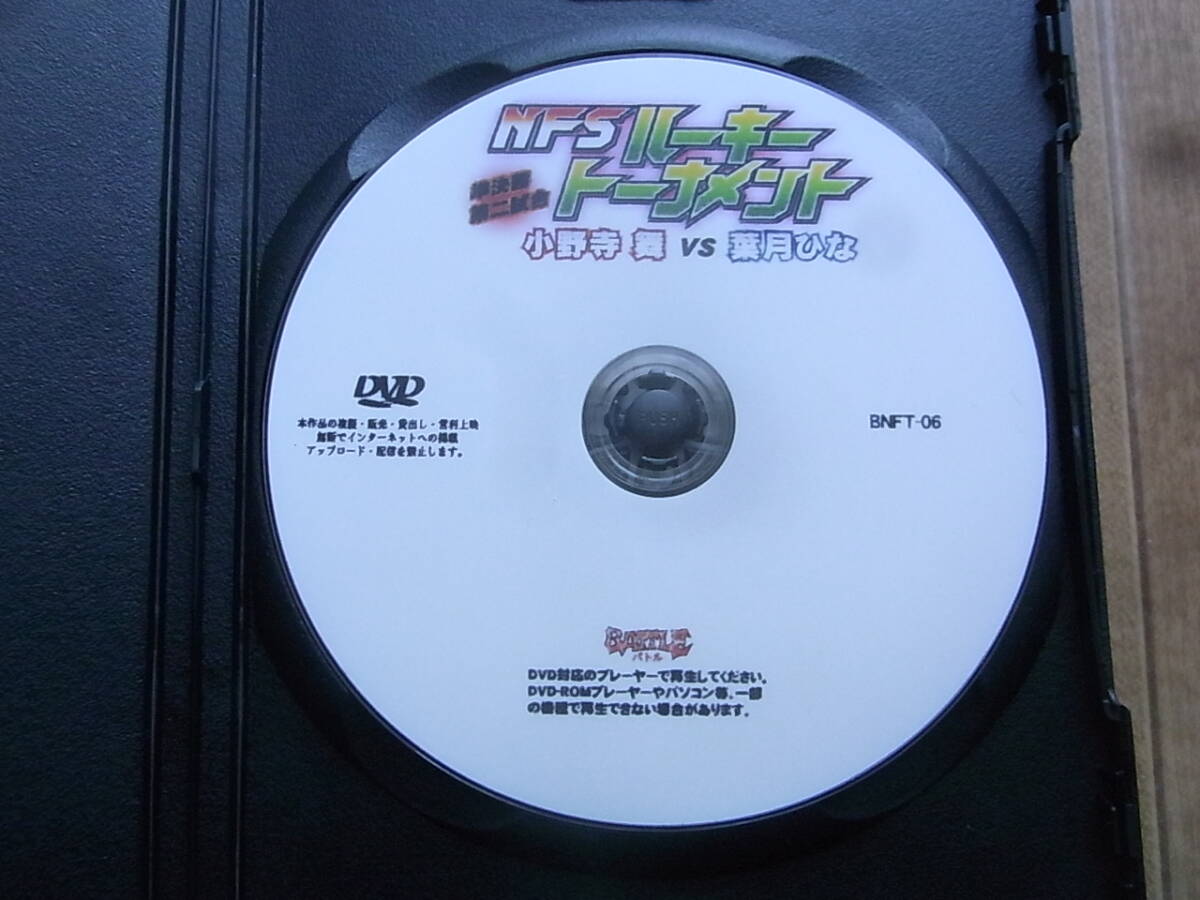 NFSルーキー
トーナメント
準決勝
第二試合
小野寺 舞 vs 葉月ひな
DVD
本作品の複製・販売・貸出し・営利上映
無断でインターネットへの掲載
アップロード・配信を禁止します。
BNFT-06
BATTLE
バトル
DVD対応のプレーヤーで再生してください。
DVD-ROMプレーヤーやパソコン等、一部
の機種で再生できない場合があります。